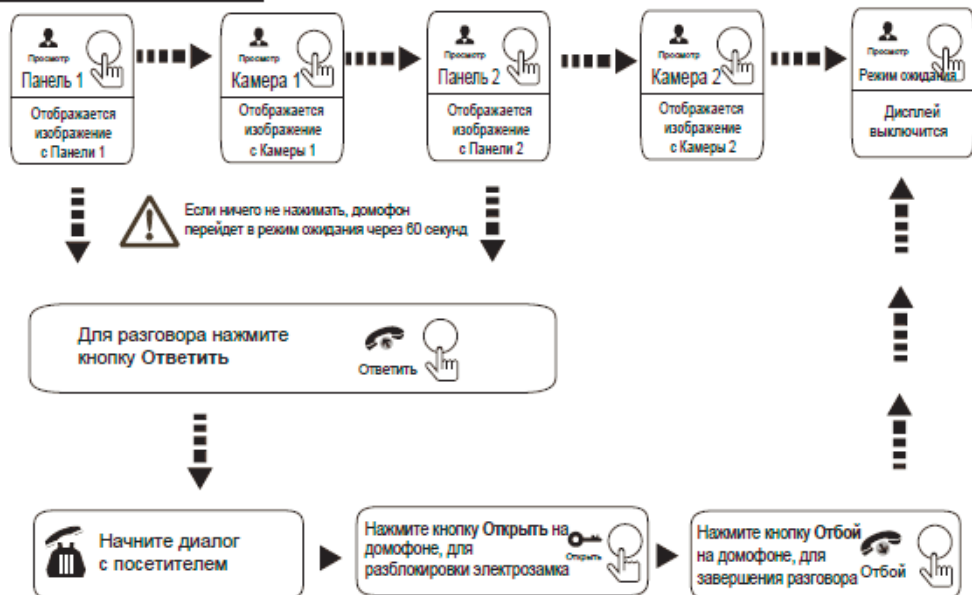 Просмотр
Панель 1
Отображается
изображение
с Панели 1
Просмотр
Камера 1
Отображается
изображение
с Камеры 1
Просмотр
Панель 2
Отображается
изображение
с Панели 2
Просмотр
Камера 2
Отображается
изображение
с Камеры 2
Просмотр
Режим ожидания
Дисплей
выключится
Если ничего не нажимать, домофон
перейдет в режим ожидания через 60 секунд
Для разговора нажмите
кнопку Ответить
Ответить
Начните диалог
с посетителем
Нажмите кнопку Открыть на
домофоне, для
разблокировки электрозамка
Открыть
Нажмите кнопку Отбой
на домофоне, для
завершения разговора
Отбой